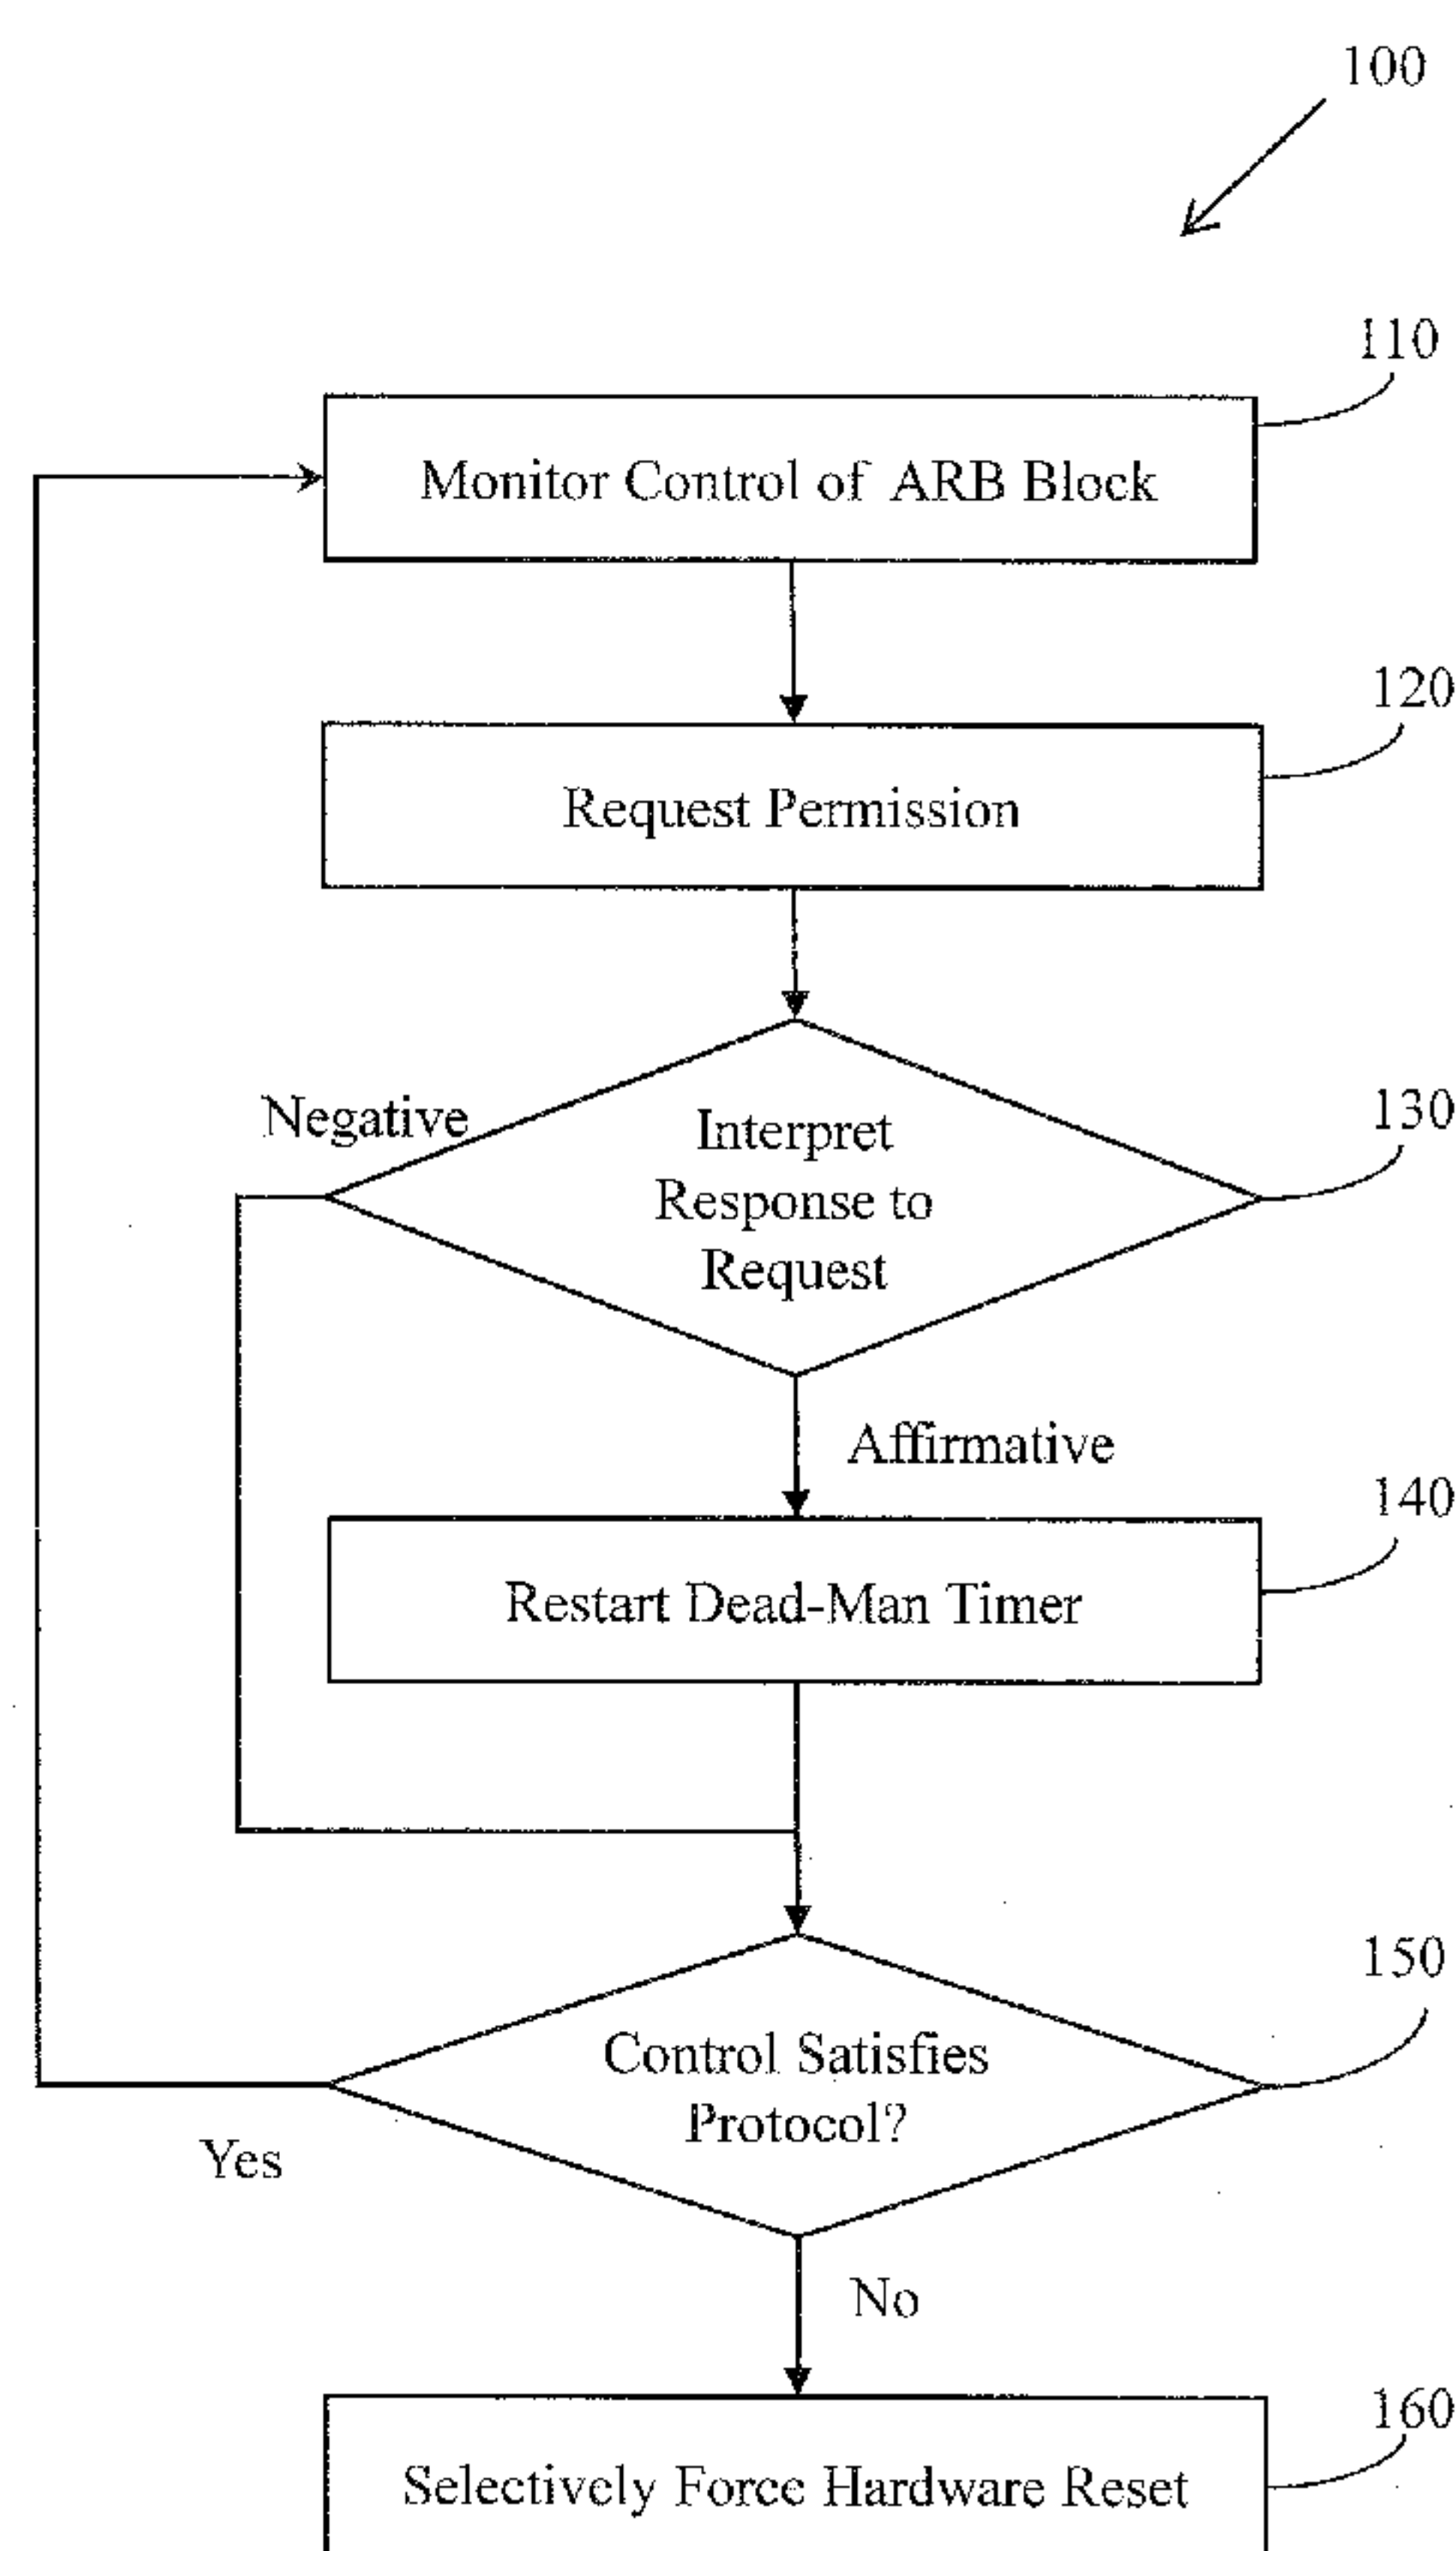 100
110
Monitor Control of ARB Block
120
Request Permission
130
Negative
Interpret
Response to
Request
Affirmative
140
Restart Dead-Man Timer
150
Control Satisfies
Protocol?
Yes
No
160
Selectively Force Hardware Reset